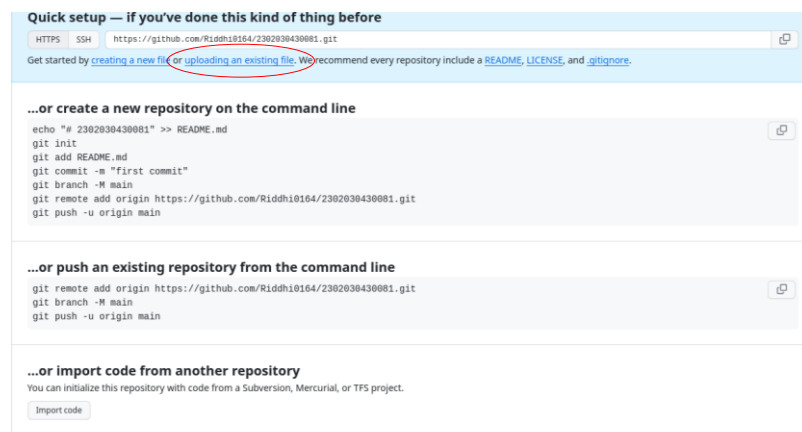 Quick setup — if you've done this kind of thing before
HTTPS SSH https://github.com/Riddhi0164/2302030430081.git
Get started by creating a new file or uploading an existing file. We recommend every repository include a README, LICENSE, and .gitignore.
...or create a new repository on the command line
echo "# 2302030430081" >> README.md
git init
git add README.md
git commit -m "first commit"
git branch -M main
git remote add origin https://github.com/Riddhi0164/2302030430081.git
git push -u origin main
...or push an existing repository from the command line
git remote add origin https://github.com/Riddhi0164/2302030430081.git
git branch -M main
git push -u origin main
...or import code from another repository
You can initialize this repository with code from a Subversion, Mercurial, or TFS project.
Import code